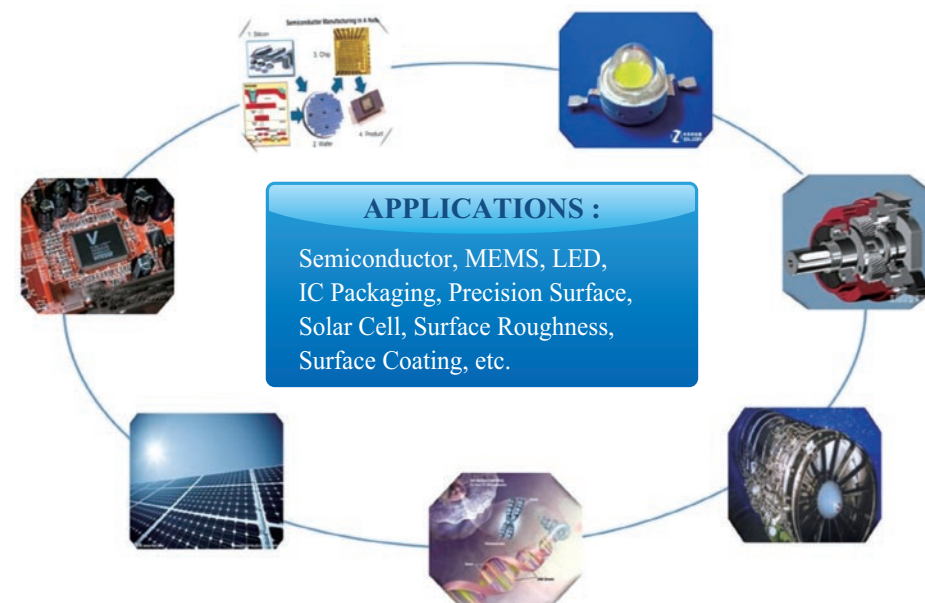 Semiconductor Manufacturing in A Nutshell
1. Silicon
3. Chip
2. Wafer
4. Product
V
APPLICATIONS :
Semiconductor, MEMS, LED,
IC Packaging, Precision Surface,
Solar Cell, Surface Roughness,
Surface Coating, etc.